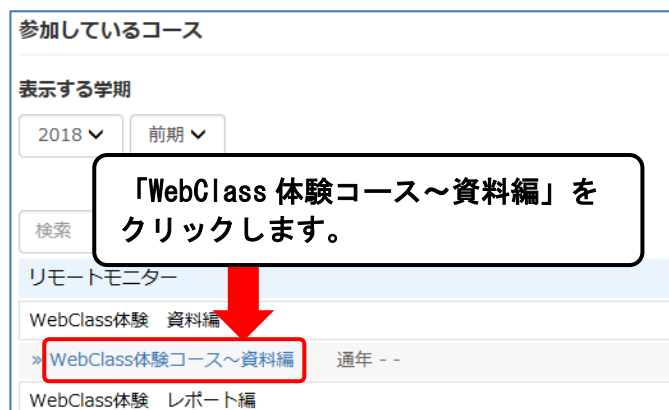 参加しているコース
表示する学期
2018 前期
「WebClass 体験コース～資料編」を
クリックします。
検索
リモートモニター
WebClass体験 資料編
» WebClass体験コース～資料編 通年 - -
WebClass体験 レポート編